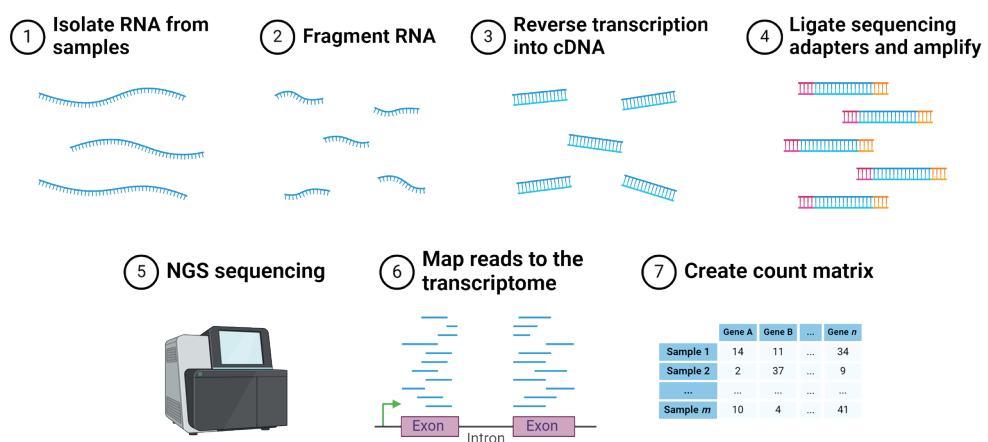 1 Isolate RNA from
samples
2 Fragment RNA
3 Reverse transcription
into cDNA
4 Ligate sequencing
adapters and amplify
5 NGS sequencing
6 Map reads to the
transcriptome
Exon Exon
Intron
7 Create count matrix
Gene A Gene B ... Gene n
Sample 1 14 11 ... 34
Sample 2 2 37 ... 9
... ... ... ... ...
Sample m 10 4 ... 41